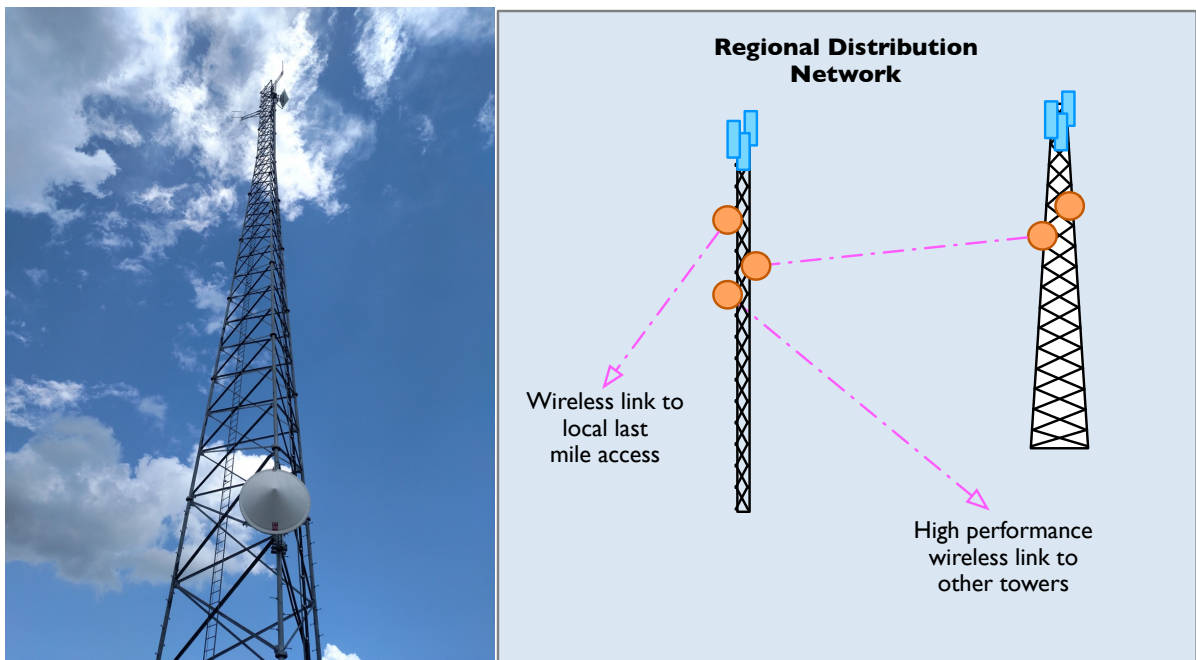 Regional Distribution
Network
Wireless link to
local last
mile access
High performance
wireless link to
other towers